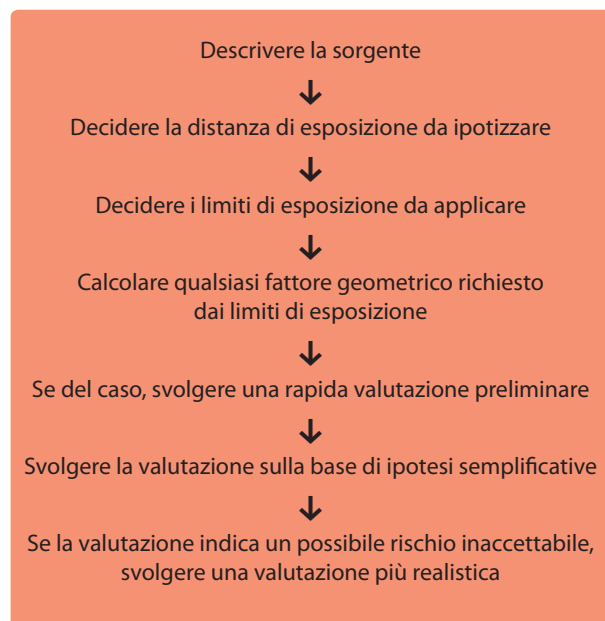 Descrivere la sorgente
Decidere la distanza di esposizione da ipotizzare
Decidere i limiti di esposizione da applicare
Calcolare qualsiasi fattore geometrico richiesto
dai limiti di esposizione
Se del caso, svolgere una rapida valutazione preliminare
Svolgere la valutazione sulla base di ipotesi semplificative
Se la valutazione indica un possibile rischio inaccettabile,
svolgere una valutazione più realistica